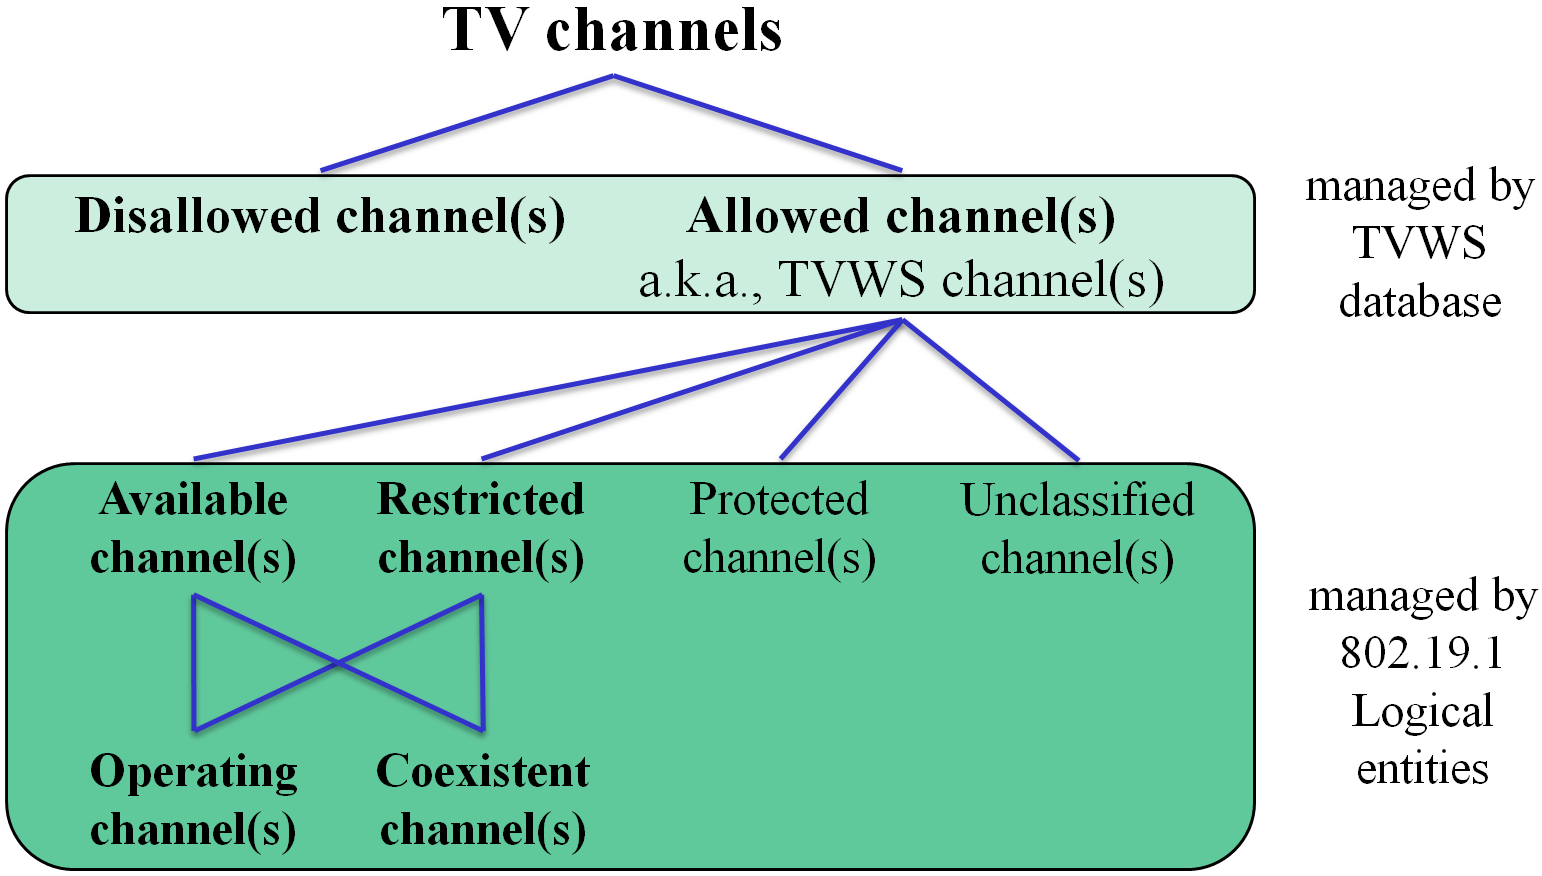 TV channels
Disallowed channel(s)
Allowed channel(s)
a.k.a., TVWS channel(s)
managed by
TVWS
database
Available
channel(s)
Restricted
channel(s)
Protected
channel(s)
Unclassified
channel(s)
Operating
channel(s)
Coexistent
channel(s)
managed by
802.19.1
Logical
entities